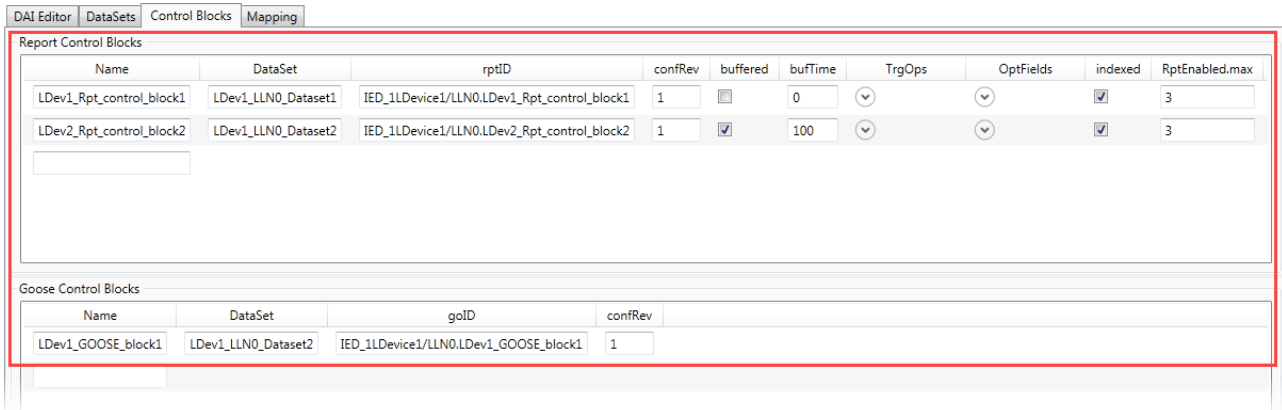 DAI Editor DataSets Control Blocks Mapping
Report Control Blocks
Name DataSet rptID confRev buffered bufTime TrgOps OptFields indexed RptEnabled.max
LDev1_Rpt_control_block1 LDev1_LLN0_Dataset1 IED_1LDevice1/LLN0.LDev1_Rpt_control_block1 1 0 3
LDev2_Rpt_control_block2 LDev1_LLN0_Dataset2 IED_1LDevice1/LLN0.LDev2_Rpt_control_block2 1 100 3
Goose Control Blocks
Name DataSet goID confRev
LDev1_GOOSE_block1 LDev1_LLN0_Dataset2 IED_1LDevice1/LLN0.LDev1_GOOSE_block1 1